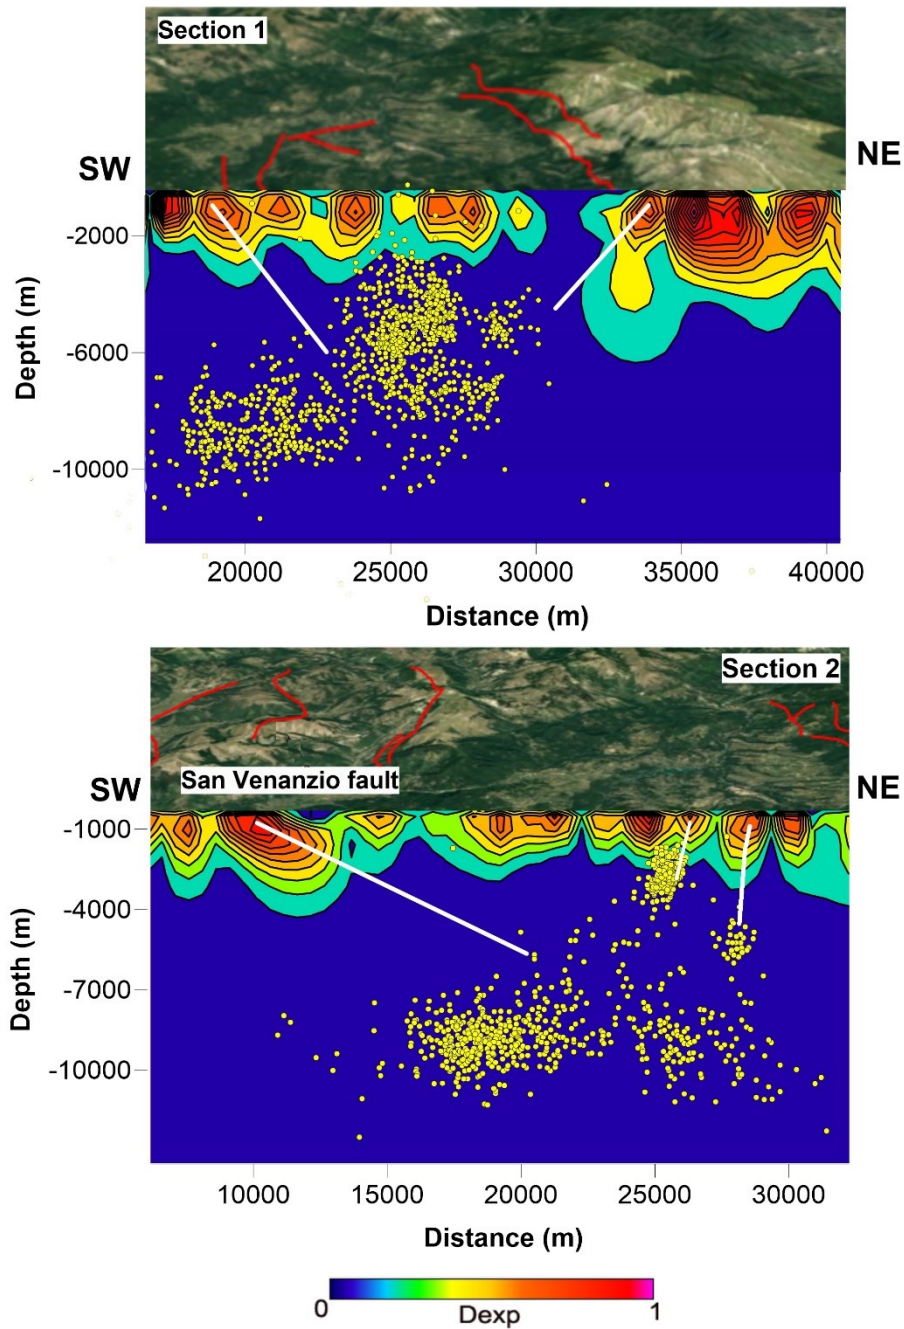 Section 1
SW
NE
-2000
-6000
-10000
Depth (m)
20000 25000 30000 35000 40000
Distance (m)
Section 2
San Venanzio fault
SW
NE
-1000
-4000
-7000
-10000
Depth (m)
10000 15000 20000 25000 30000
Distance (m)
0 Dexp 1